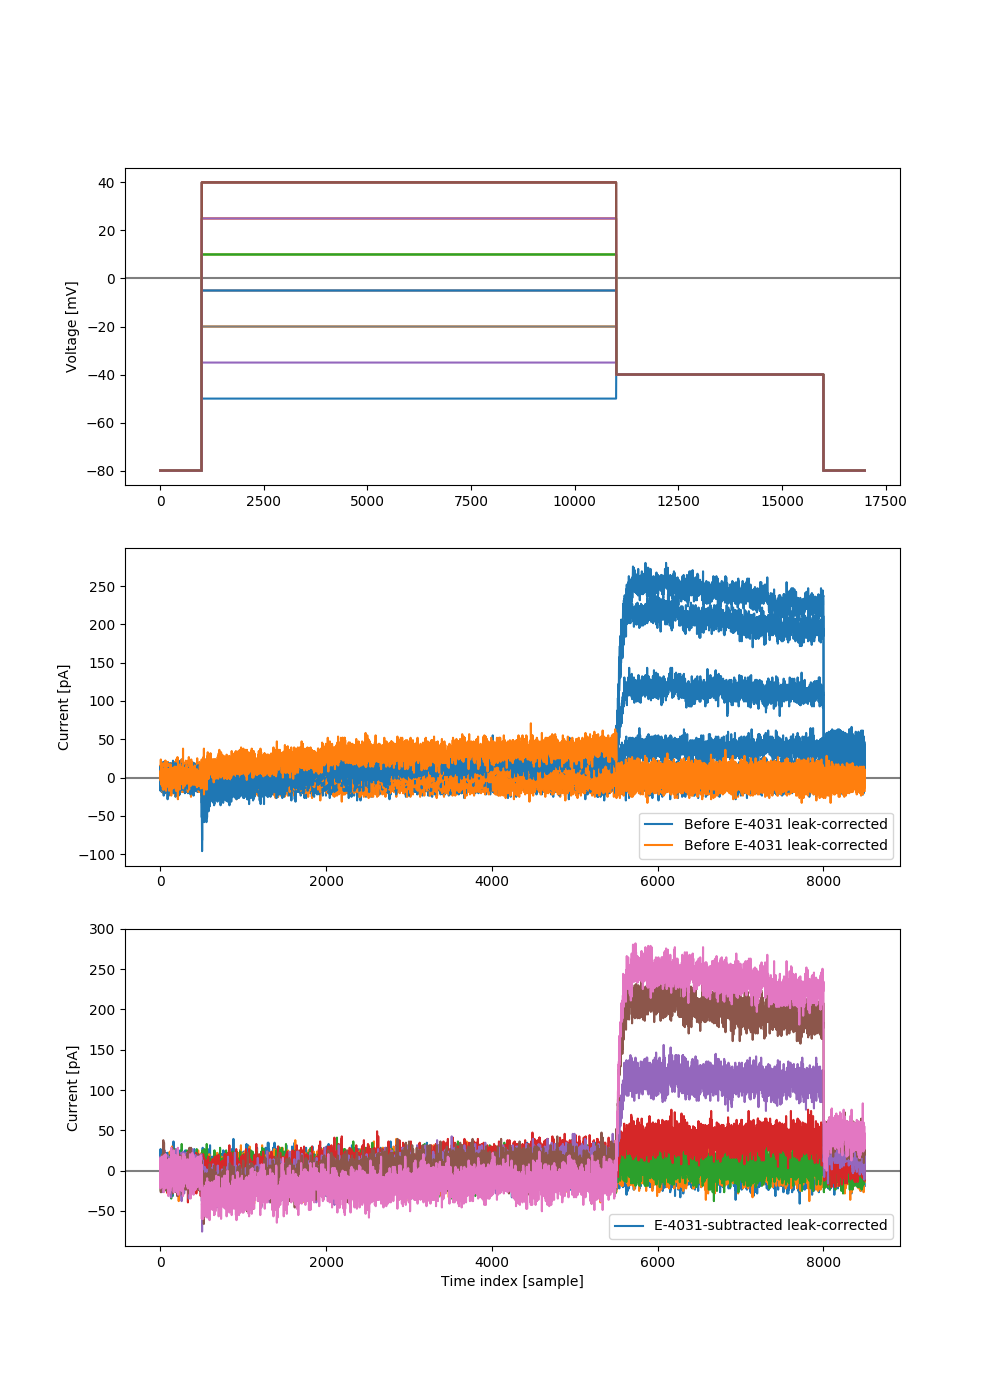 40
20
0
−20
−40
−60
−80
Voltage [mV]
0 2500 5000 7500 10000 12500 15000 17500
250
200
150
100
50
0
−50
−100
Current [pA]
Before E-4031 leak-corrected
Before E-4031 leak-corrected
0 2000 4000 6000 8000
300
250
200
150
100
50
0
−50
Current [pA]
E-4031-subtracted leak-corrected
0 2000 4000 6000 8000
Time index [sample]